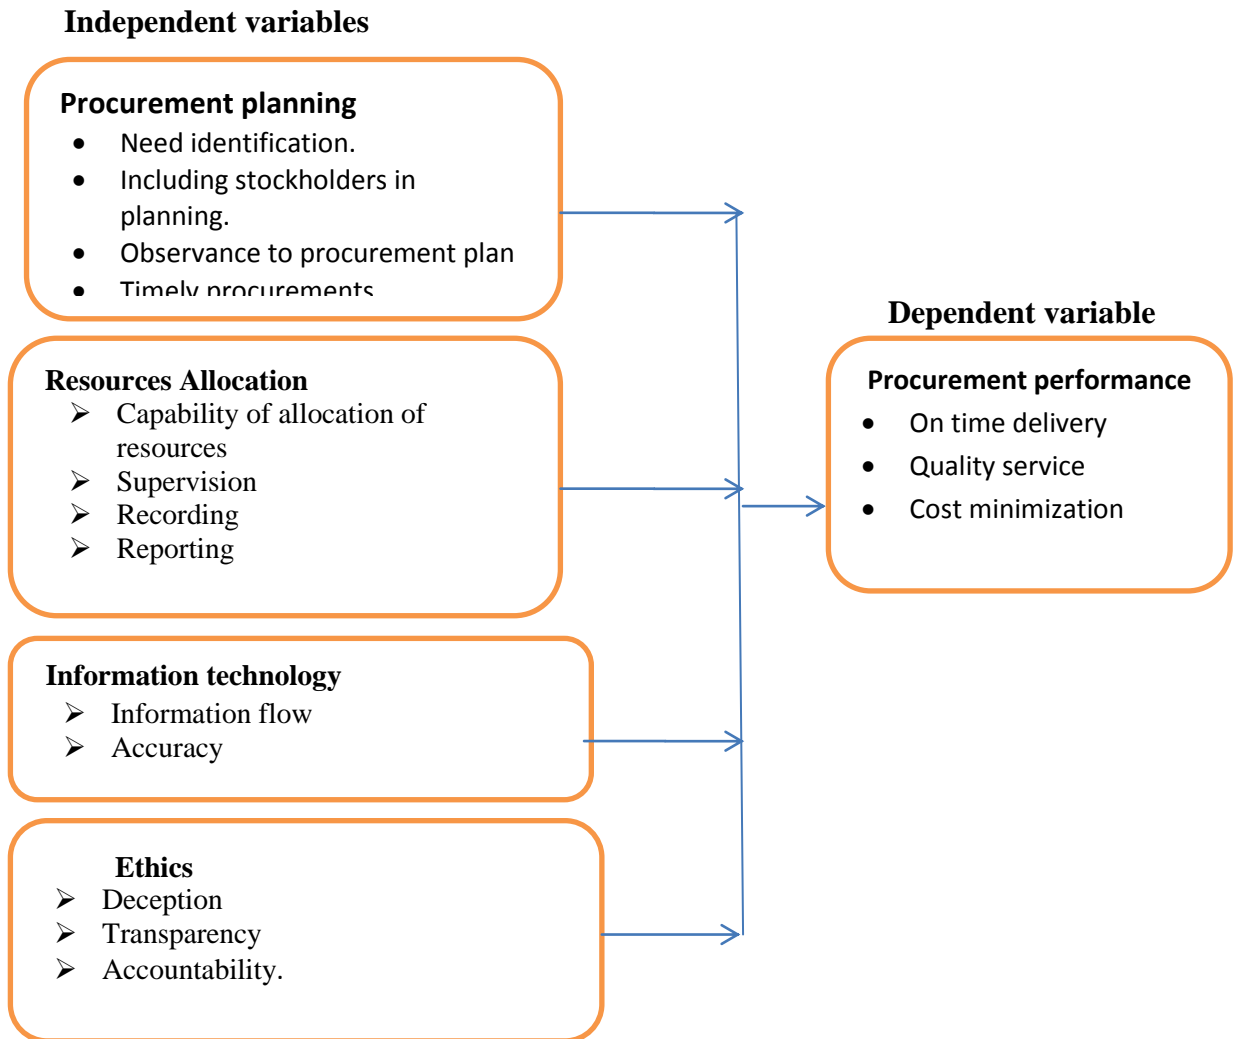 Independent variables
Procurement planning
• Need identification.
• Including stockholders in
planning.
• Observance to procurement plan
• Timely procurements
Resources Allocation
➢ Capability of allocation of
resources
➢ Supervision
➢ Recording
➢ Reporting
Information technology
➢ Information flow
➢ Accuracy
Ethics
➢ Deception
➢ Transparency
➢ Accountability.
Dependent variable
Procurement performance
• On time delivery
• Quality service
• Cost minimization